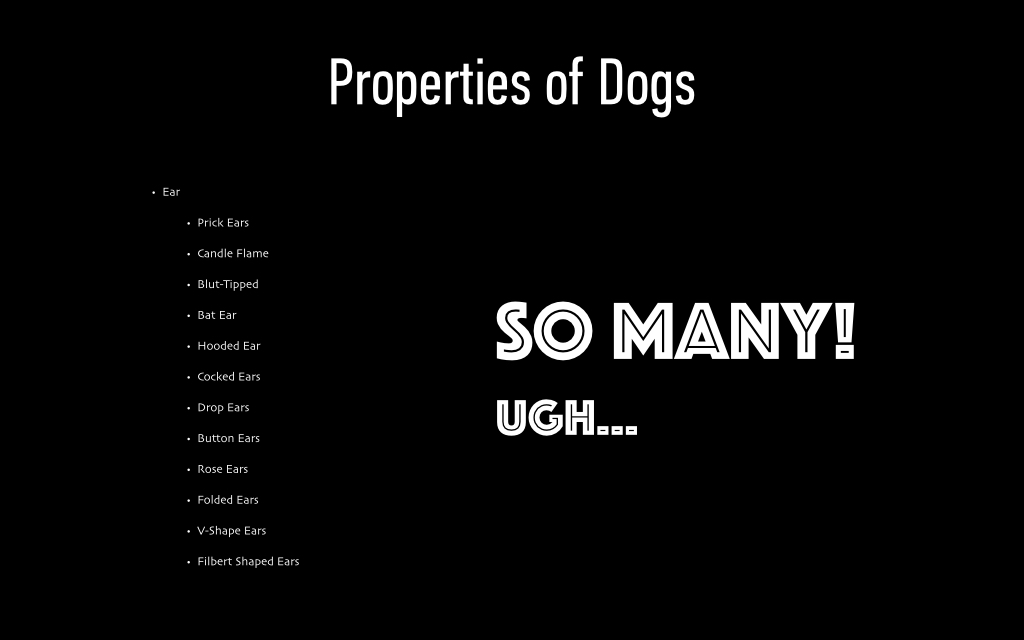 Properties of Dogs
• Ear
• Prick Ears
• Candle Flame
• Blut-Tipped
• Bat Ear
• Hooded Ear
• Cocked Ears
• Drop Ears
• Button Ears
• Rose Ears
• Folded Ears
• V-Shape Ears
• Filbert Shaped Ears
SO MANY!
UGH...